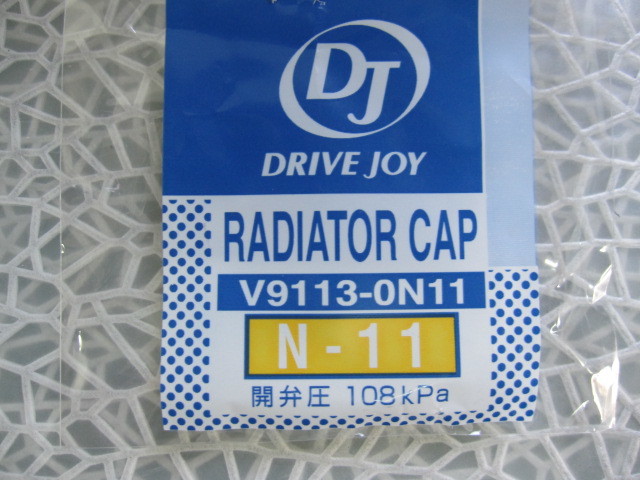 DJ
DRIVE JOY
RADIATOR CAP
V9113-0N11
N-11
開弁圧 108kPa